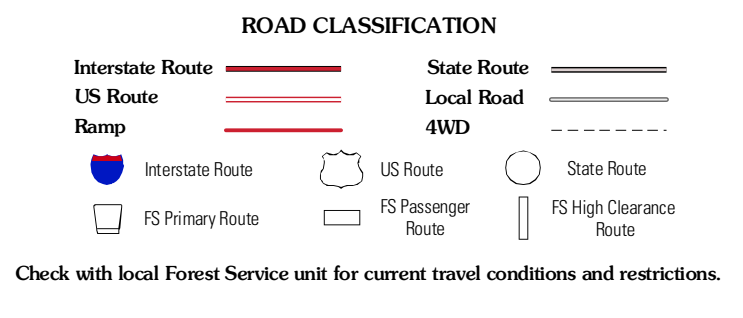 ROAD CLASSIFICATION
Interstate Route
State Route
US Route
Local Road
Ramp
4WD
Interstate Route
US Route
State Route
FS Primary Route
FS Passenger
Route
FS High Clearance
Route
Check with local Forest Service unit for current travel conditions and restrictions.